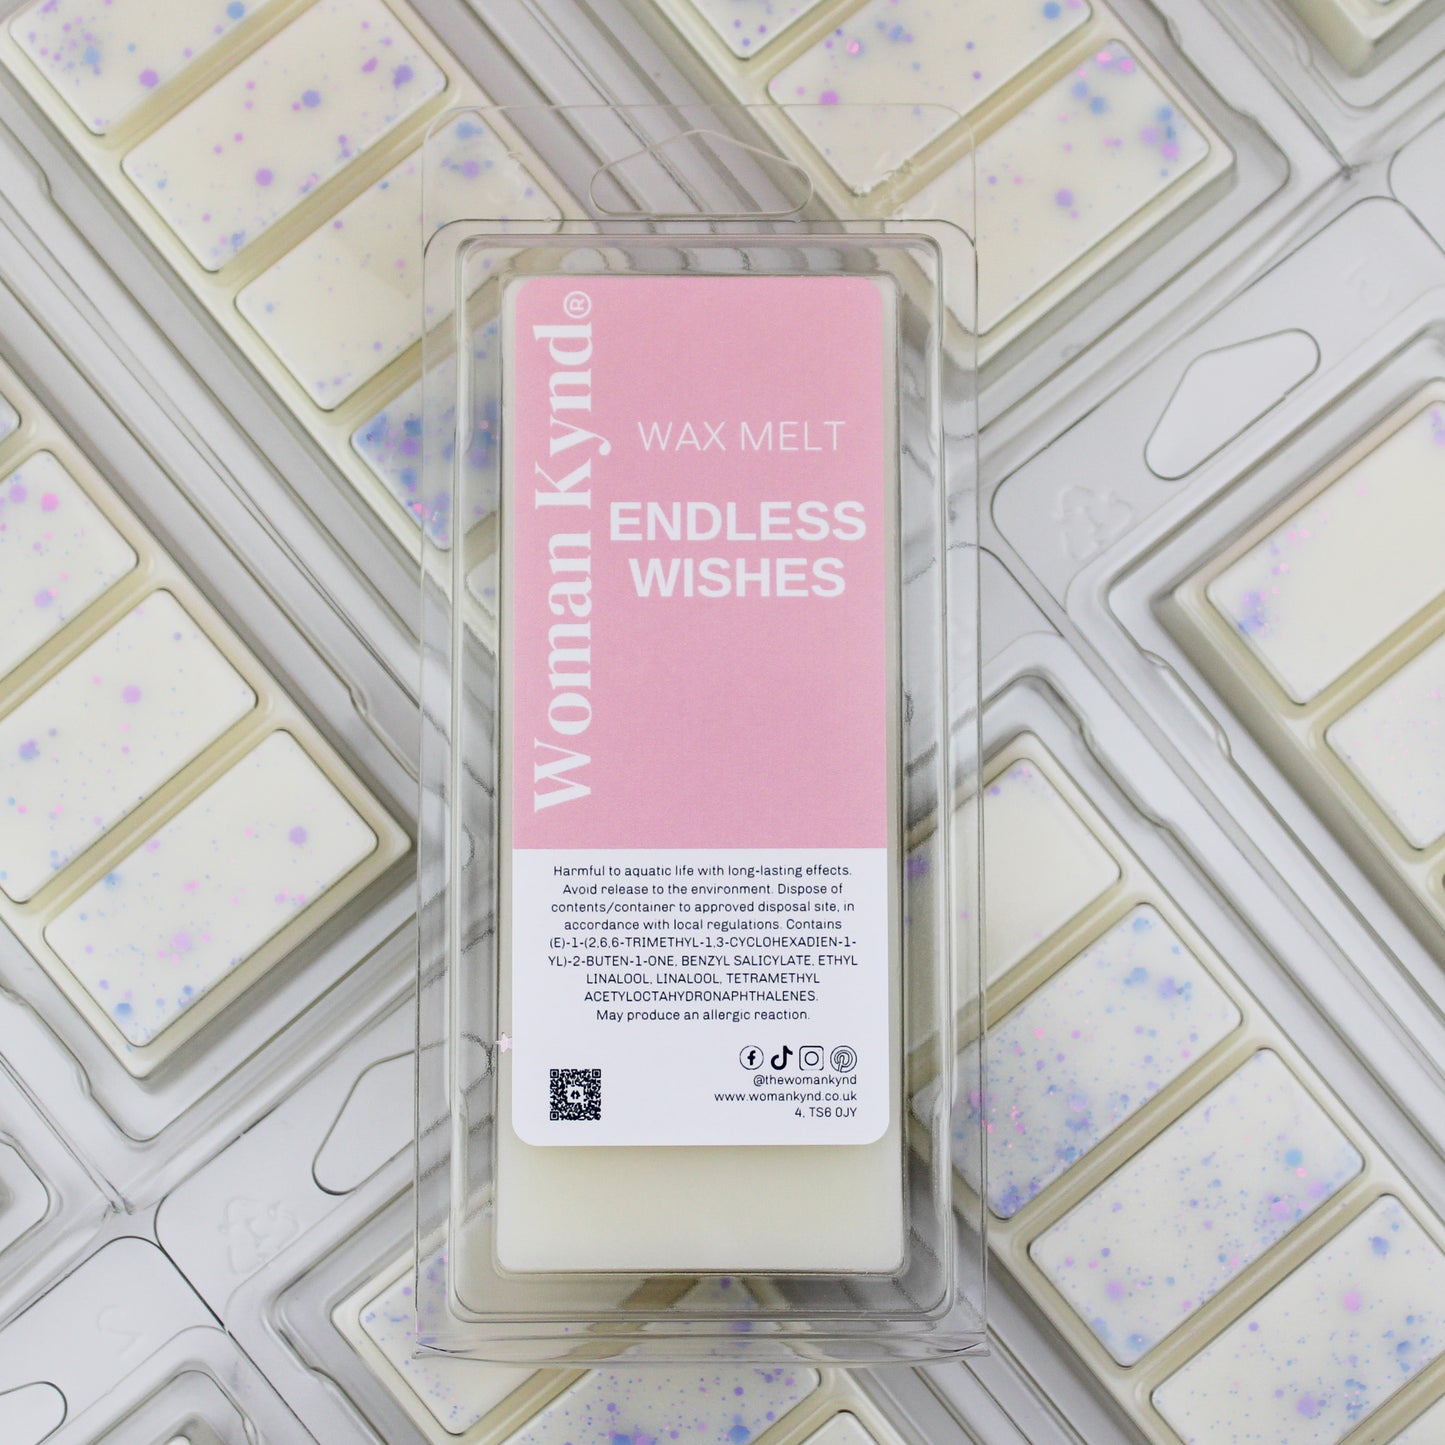 Woman Kynd®
WAX MELT
ENDLESS
WISHES
Harmful to aquatic life with long-lasting effects.
Avoid release to the environment. Dispose of
contents/container to approved disposal site, in
accordance with local regulations. Contains
(E)-1-(2,6,6-TRIMETHYL-1,3-CYCLOHEXADIEN-1-
YL)-2-BUTEN-1-ONE, BENZYL SALICYLATE, ETHYL
LINALOOL, LINALOOL, TETRAMETHYL
ACETYLOCTAHYDRONAPHTHALENES.
May produce an allergic reaction.
@thewomankynd
www.womankynd.co.uk
4, TS6 0JY